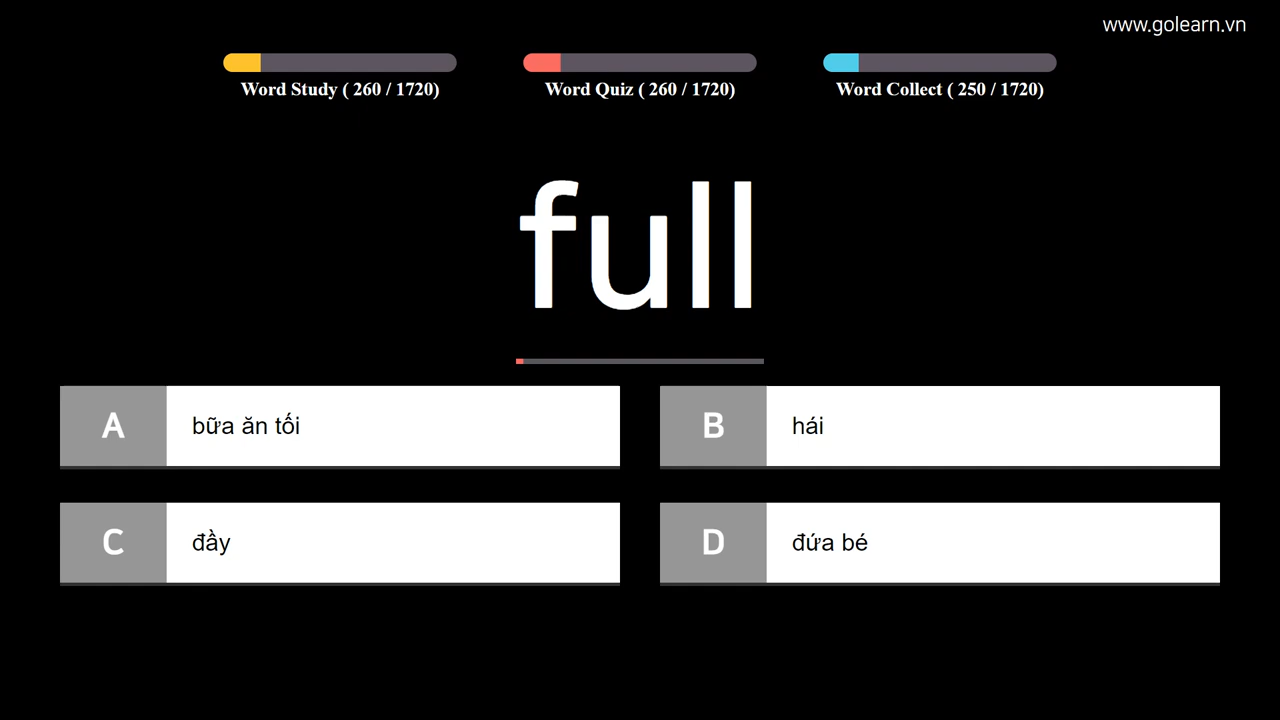 www.golearn.vn
Word Study ( 260 / 1720)
Word Quiz ( 260 / 1720)
Word Collect ( 250 / 1720)
full
A bữa ăn tối
B hái
C đầy
D đứa bé